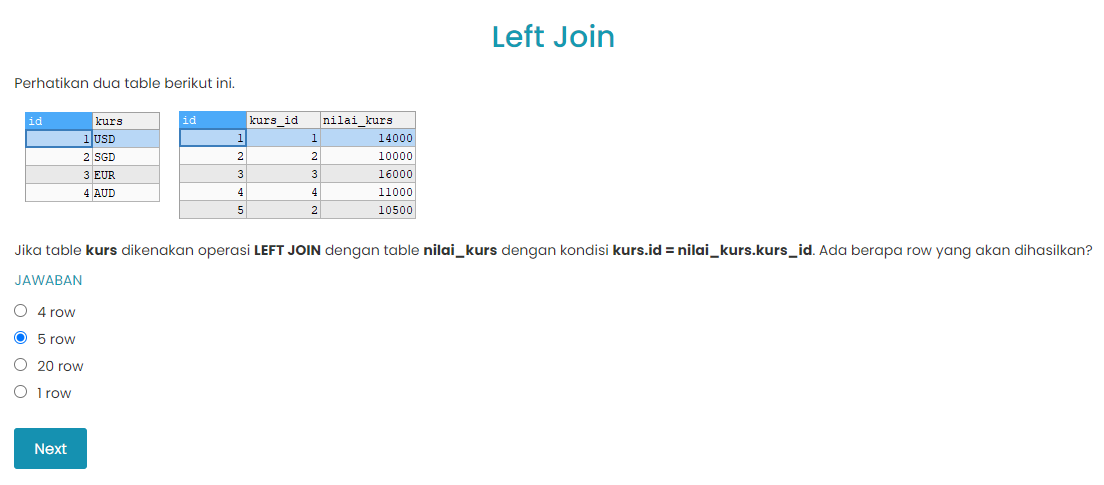 Left Join
Perhatikan dua table berikut ini.
id kurs
1 USD
2 SGD
3 EUR
4 AUD
id kurs_id nilai_kurs
1 1 14000
2 2 10000
3 3 16000
4 4 11000
5 2 10500
Jika table kurs dikenakan operasi LEFT JOIN dengan table nilai_kurs dengan kondisi kurs.id = nilai_kurs.kurs_id. Ada berapa row yang akan dihasilkan?
JAWABAN
4 row
5 row
20 row
1 row
Next